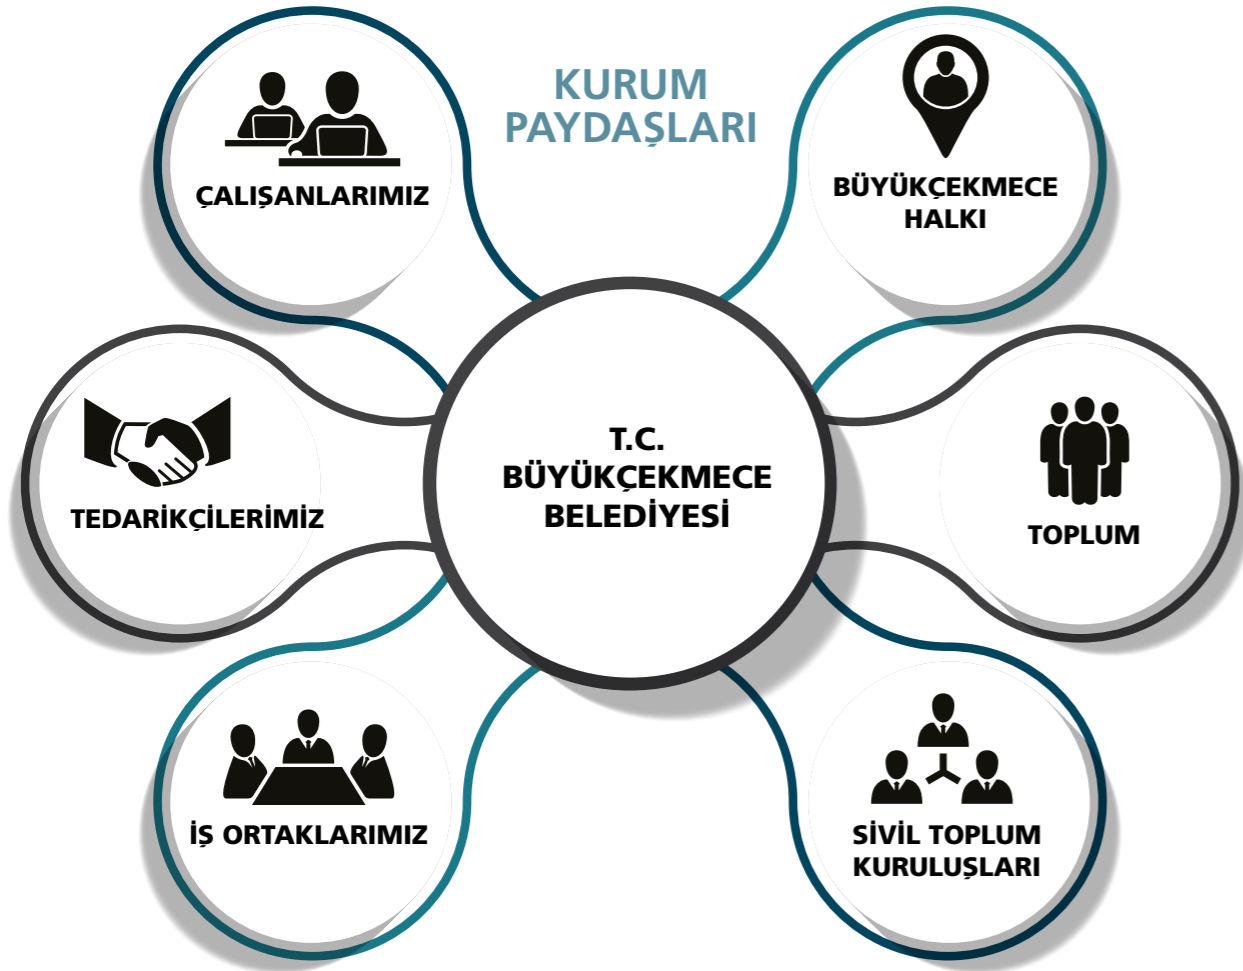 KURUM
PAYDAŞLARI
ÇALIŞANLARIMIZ
BÜYÜKÇEKMECE
HALKI
TEDARİKÇİLERİMİZ
T.C.
BÜYÜKÇEKMECE
BELEDİYESİ
TOPLUM
İŞ ORTAKLARIMIZ
SİVİL TOPLUM
KURULUŞLARI